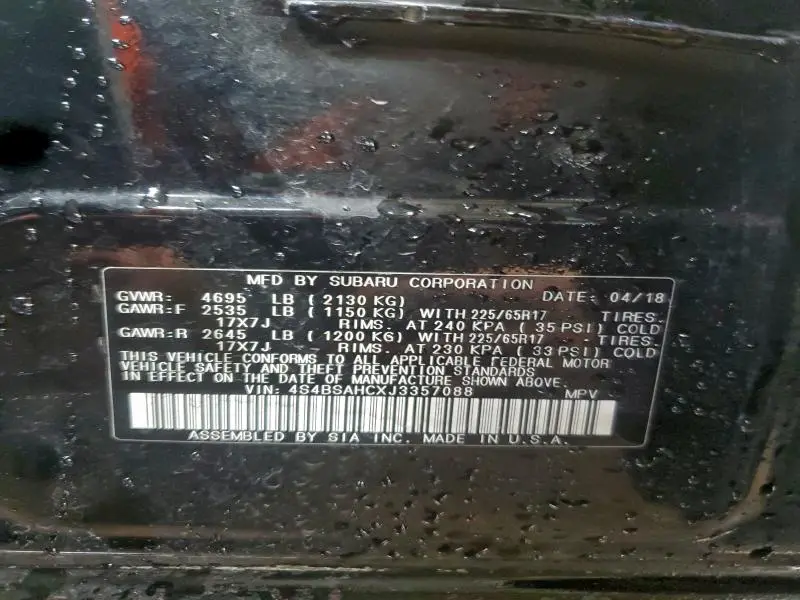 MFD BY SUBARU CORPORATION
GVWR: 4695 LB (2130 KG) DATE: 04/18
GAWR:F 2535 LB (1150 KG) WITH 225/65R17 TIRES
17X7J RIMS. AT 240 KPA (35 PSI) COLD
GAWR:R 2645 LB (1200 KG) WITH 225/65R17 TIRES
17X7J RIMS. AT 230 KPA (33 PSI) COLD
THIS VEHICLE CONFORMS TO ALL APPLICABLE FEDERAL MOTOR
VEHICLE SAFETY AND THEFT PREVENTION STANDARDS
IN EFFECT ON THE DATE OF MANUFACTURE SHOWN ABOVE.
VIN: 4S4BSAHCXJ3357088 MPV
ASSEMBLED BY SIA INC. MADE IN U.S.A.